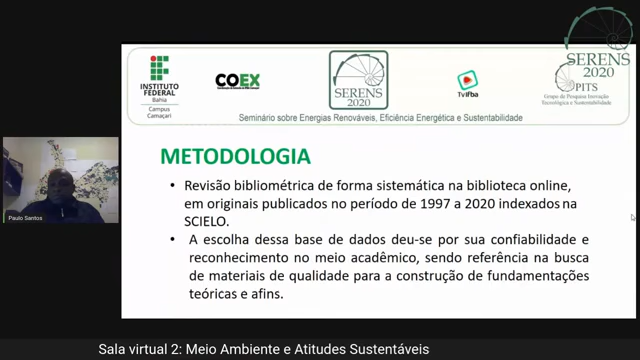 SERENS
2020
OPITS
Grupo de Pesquisa Inovação
Tecnológica e Sustentabilidade
INSTITUTO
FEDERAL
Bahia
Campus
Camaçari
COEX
SERENS
2020
TVifba
Seminário sobre Energias Renováveis, Eficiência Energética e Sustentabilidade
METODOLOGIA
• Revisão bibliométrica de forma sistemática na biblioteca online,
em originais publicados no período de 1997 a 2020 indexados na
SCIELO.
• A escolha dessa base de dados deu-se por sua confiabilidade e
reconhecimento no meio acadêmico, sendo referência na busca
de materiais de qualidade para a construção de fundamentações
teóricas e afins.
Paulo Santos
Sala virtual 2: Meio Ambiente e Atitudes Sustentáveis